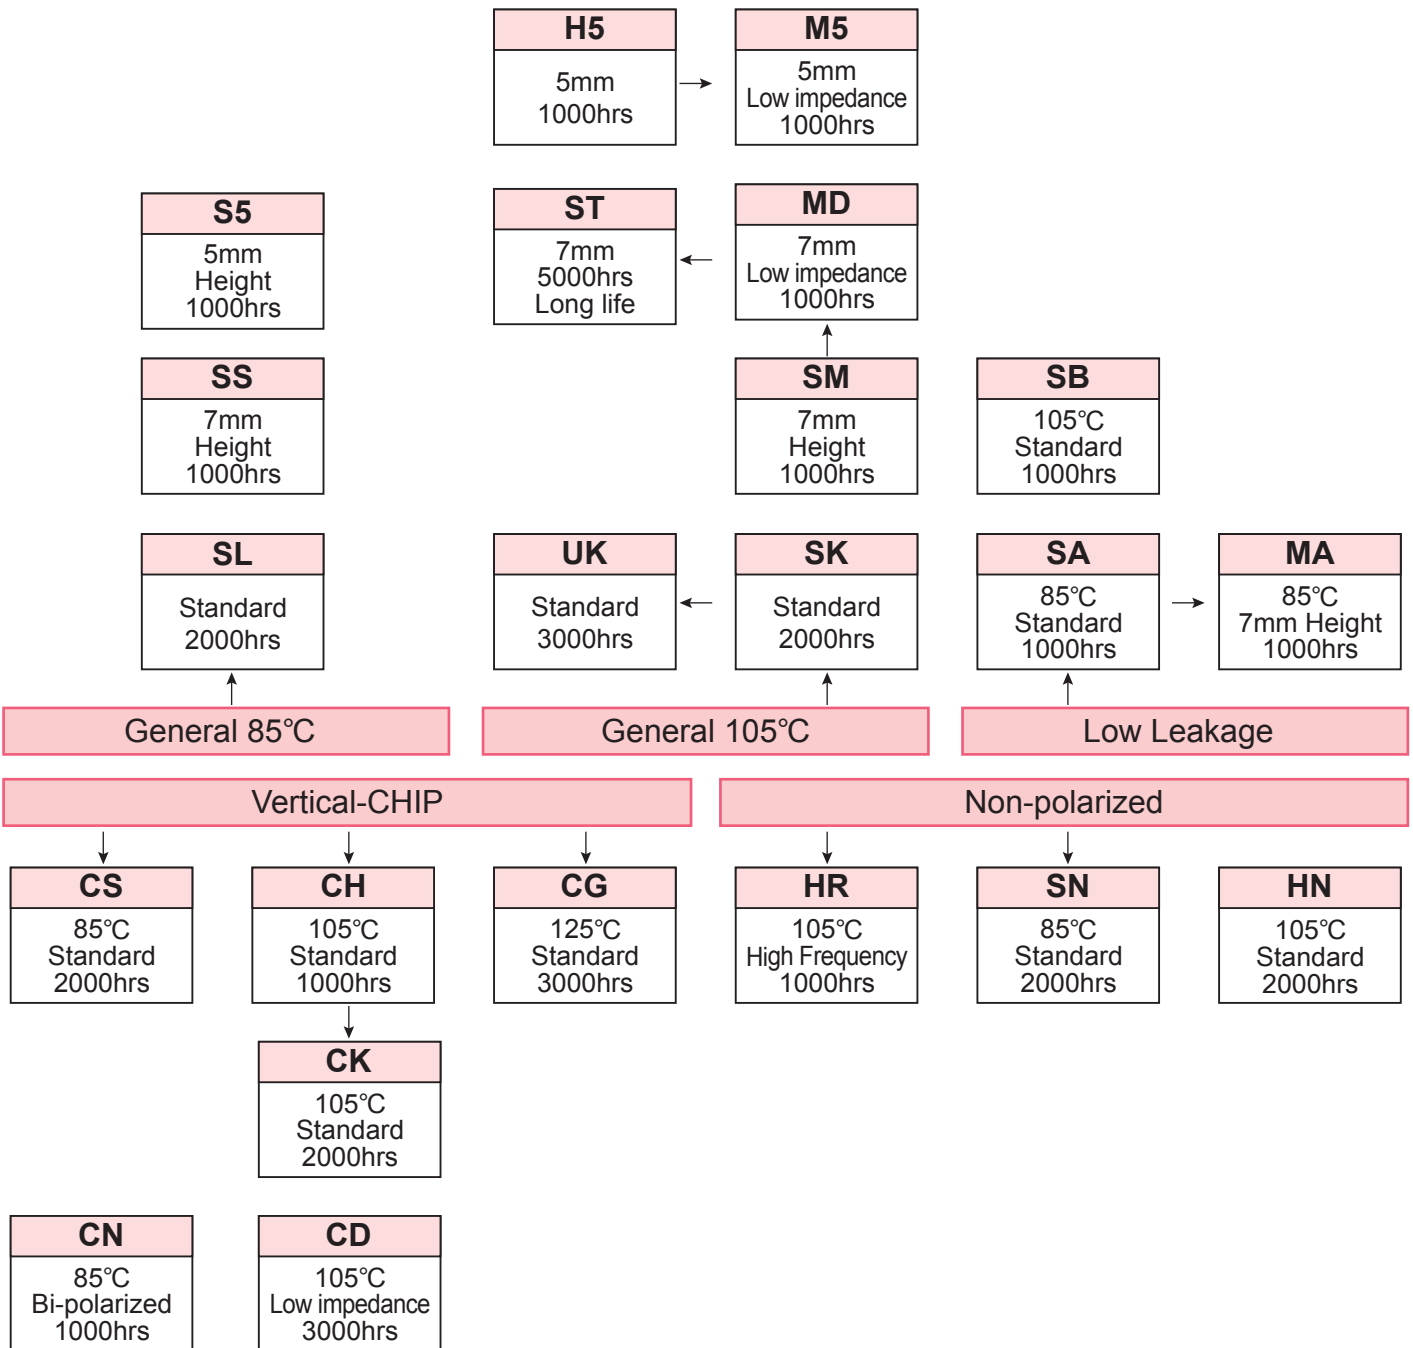 H5
5mm
1000hrs
M5
5mm
Low impedance
1000hrs
S5
5mm
Height
1000hrs
ST
7mm
5000hrs
Long life
MD
7mm
Low impedance
1000hrs
SS
7mm
Height
1000hrs
SM
7mm
Height
1000hrs
SB
105℃
Standard
1000hrs
SL
Standard
2000hrs
UK
Standard
3000hrs
SK
Standard
2000hrs
SA
85℃
Standard
1000hrs
MA
85℃
7mm Height
1000hrs
General 85℃
General 105℃
Low Leakage
Vertical-CHIP
Non-polarized
CS
85℃
Standard
2000hrs
CH
105℃
Standard
1000hrs
CG
125℃
Standard
3000hrs
HR
105℃
High Frequency
1000hrs
SN
85℃
Standard
2000hrs
HN
105℃
Standard
2000hrs
CK
105℃
Standard
2000hrs
CN
85℃
Bi-polarized
1000hrs
CD
105℃
Low impedance
3000hrs